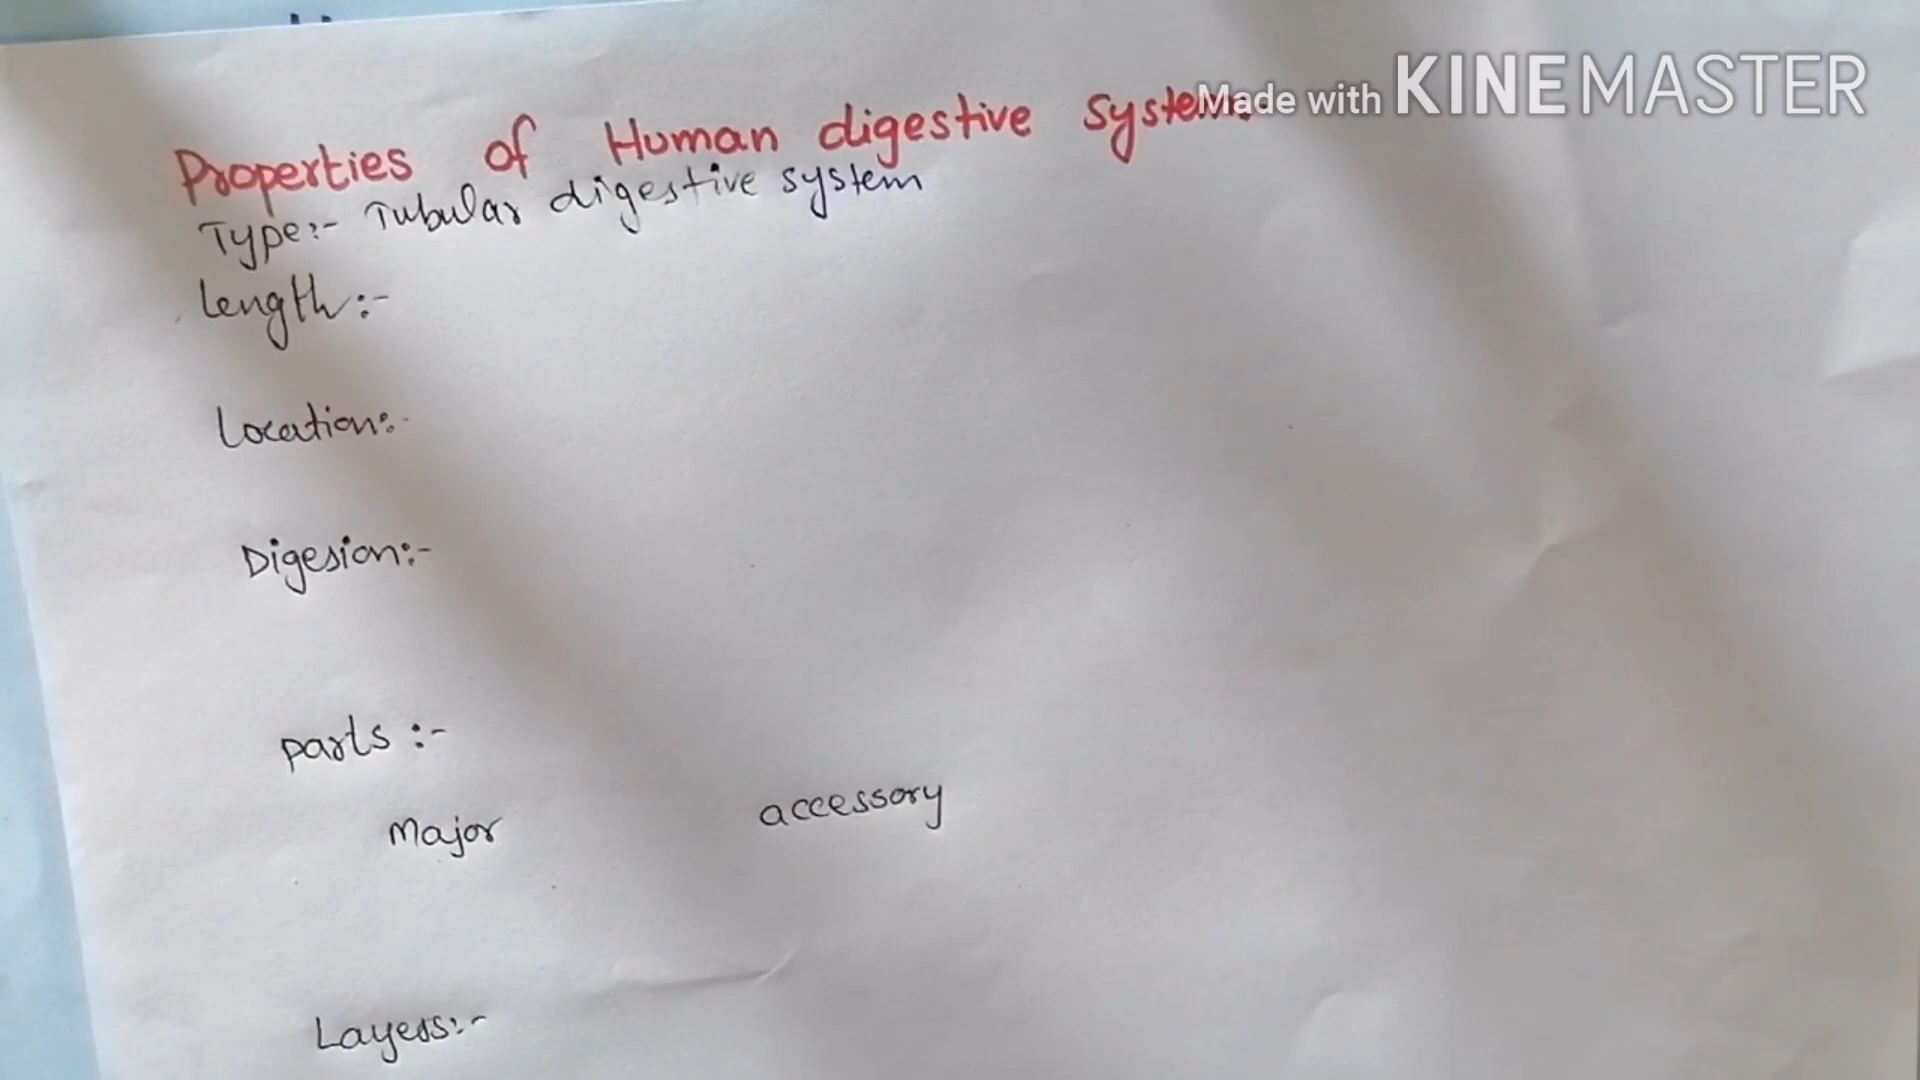 Properties of Human digestive system.
Made with KINEMASTER
Type:- Tubular digestive system
Length:-
Location:-
Digesion:-
parts :-
Major accessory
Layers:-